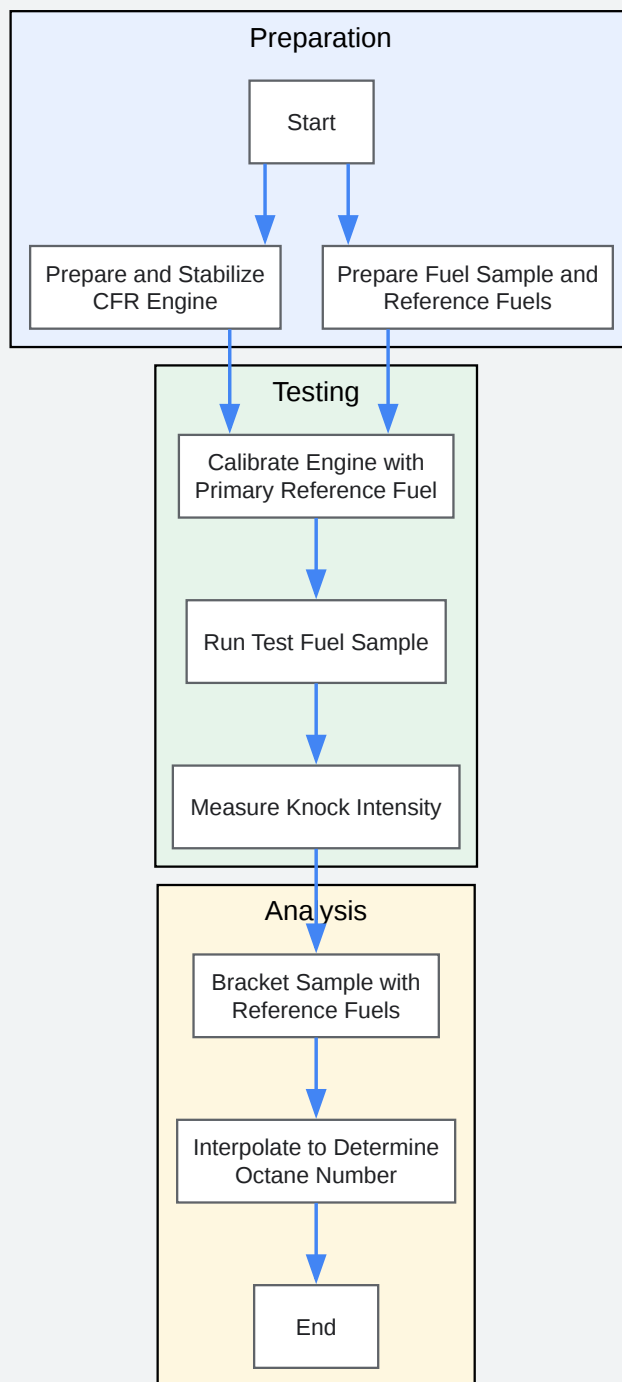 Preparation
Start
Prepare and Stabilize
CFR Engine
Prepare Fuel Sample and
Reference Fuels
Testing
Calibrate Engine with
Primary Reference Fuel
Run Test Fuel Sample
Measure Knock Intensity
Analysis
Bracket Sample with
Reference Fuels
Interpolate to Determine
Octane Number
End